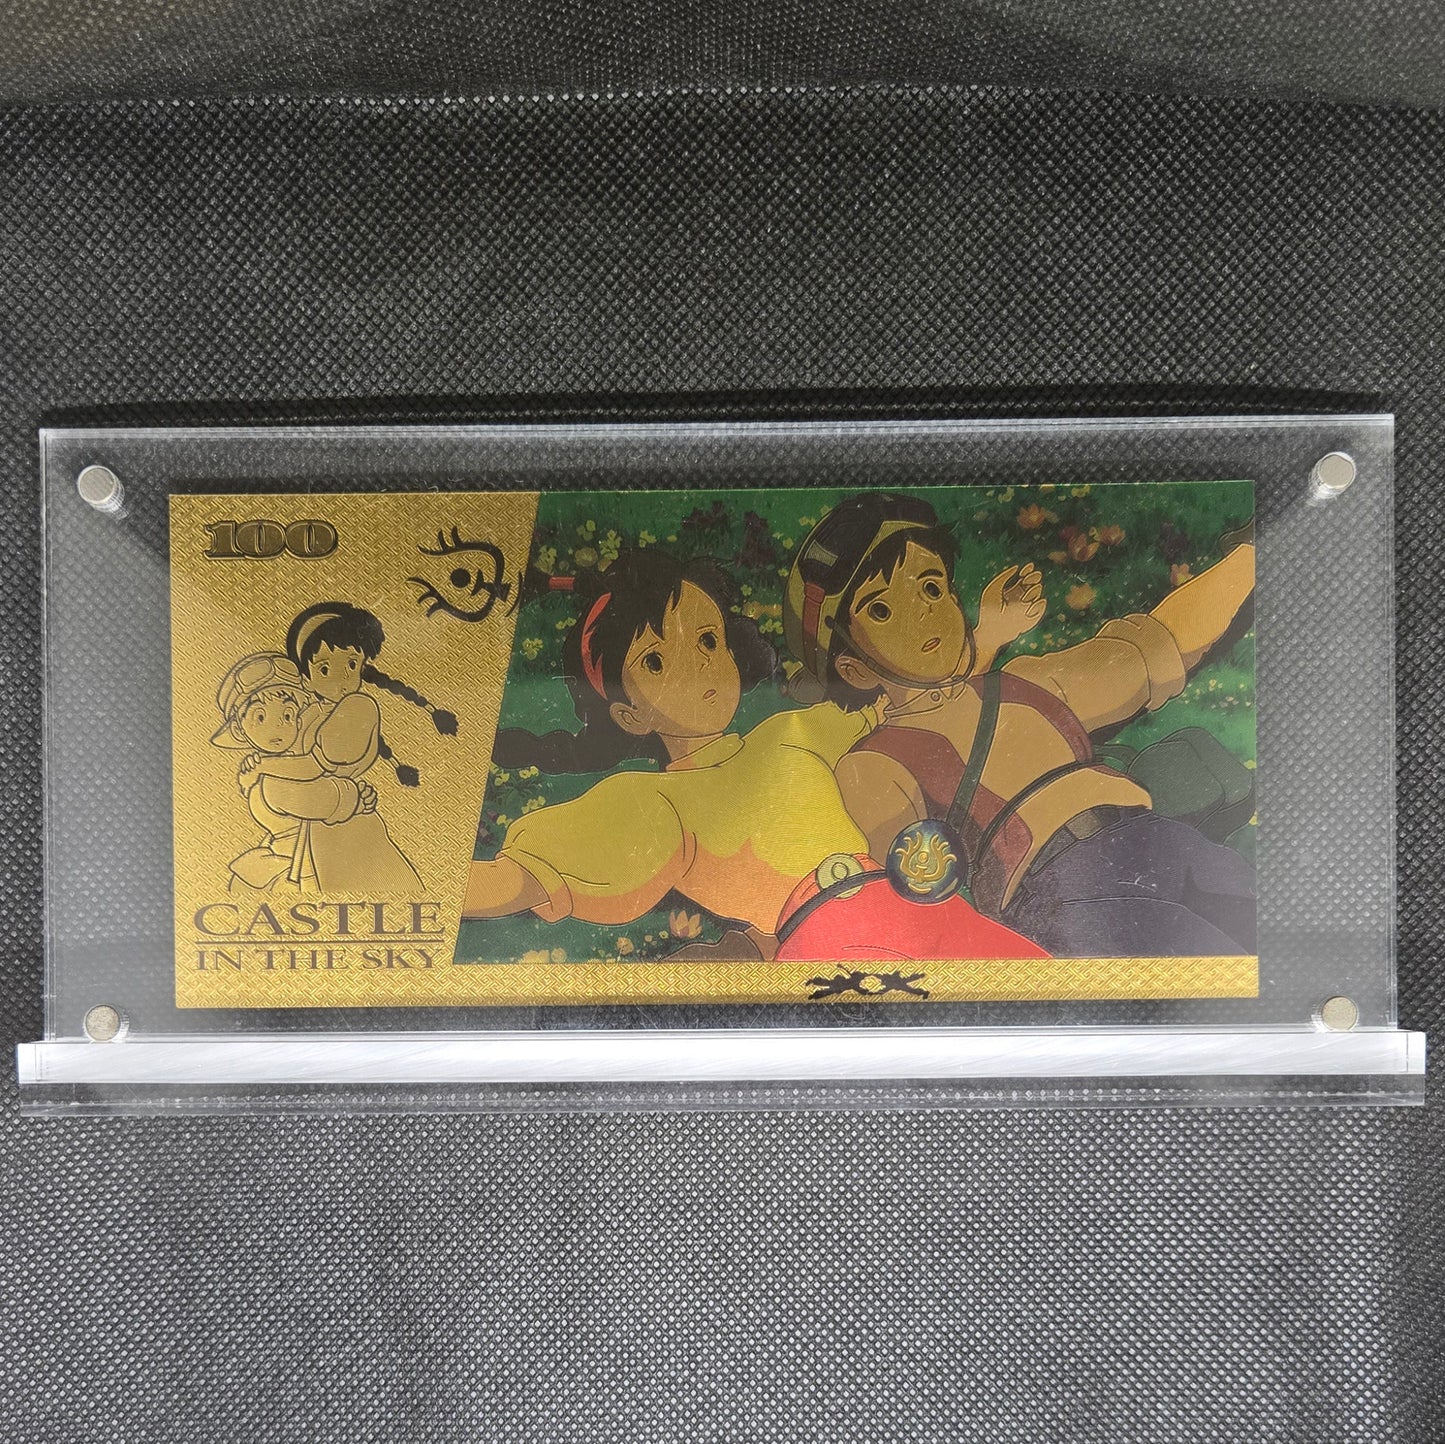 100
CASTLE
IN THE SKY